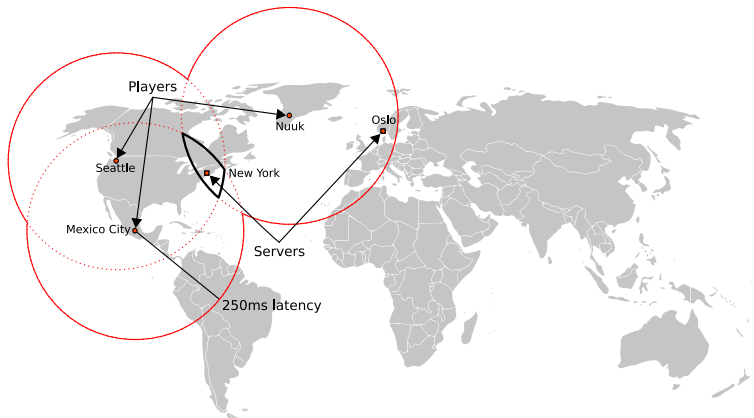 Players
Oslo
Nuuk
Seattle
New York
Mexico City
Servers
250ms latency